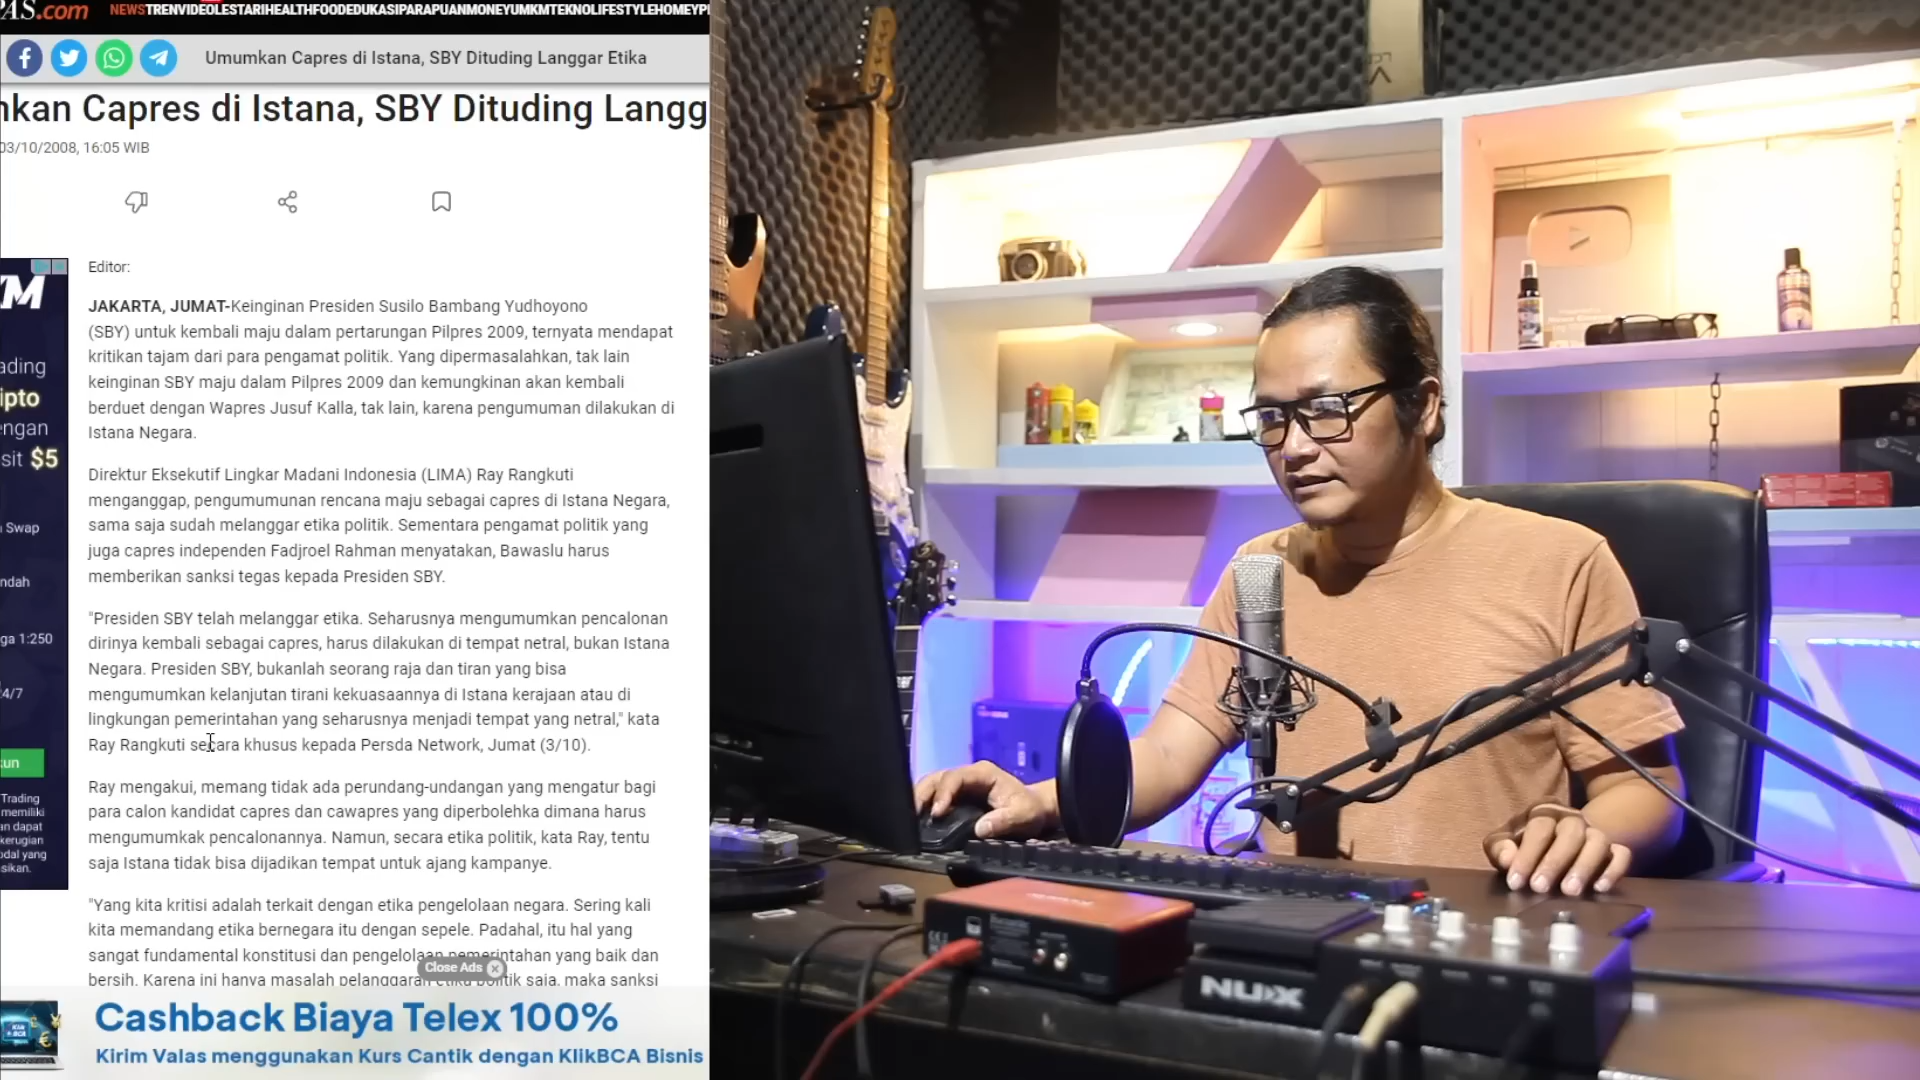 AS.com
NEWSTRENVIDEOLESTARIHEALTHFOODEDUKASIPARAPUANMONEYUMKMTEKNOLIFESTYLEHOMEYP
Umumkan Capres di Istana, SBY Dituding Langgar Etika
kan Capres di Istana, SBY Dituding Langg
03/10/2008, 16:05 WIB
Editor:
JAKARTA, JUMAT-Keinginan Presiden Susilo Bambang Yudhoyono
(SBY) untuk kembali maju dalam pertarungan Pilpres 2009, ternyata mendapat
kritikan tajam dari para pengamat politik. Yang dipermasalahkan, tak lain
keinginan SBY maju dalam Pilpres 2009 dan kemungkinan akan kembali
berduet dengan Wapres Jusuf Kalla, tak lain, karena pengumuman dilakukan di
Istana Negara.
Direktur Eksekutif Lingkar Madani Indonesia (LIMA) Ray Rangkuti
menganggap, pengumumunan rencana maju sebagai capres di Istana Negara,
sama saja sudah melanggar etika politik. Sementara pengamat politik yang
juga capres independen Fadjroel Rahman menyatakan, Bawaslu harus
memberikan sanksi tegas kepada Presiden SBY.
"Presiden SBY telah melanggar etika. Seharusnya mengumumkan pencalonan
dirinya kembali sebagai capres, harus dilakukan di tempat netral, bukan Istana
Negara. Presiden SBY, bukanlah seorang raja dan tiran yang bisa
mengumumkan kelanjutan tirani kekuasaannya di Istana kerajaan atau di
lingkungan pemerintahan yang seharusnya menjadi tempat yang netral," kata
Ray Rangkuti secara khusus kepada Persda Network, Jumat (3/10).
Ray mengakui, memang tidak ada perundang-undangan yang mengatur bagi
para calon kandidat capres dan cawapres yang diperbolehka dimana harus
mengumumkak pencalonannya. Namun, secara etika politik, kata Ray, tentu
saja Istana tidak bisa dijadikan tempat untuk ajang kampanye.
"Yang kita kritisi adalah terkait dengan etika pengelolaan negara. Sering kali
kita memandang etika bernegara itu dengan sepele. Padahal, itu hal yang
sangat fundamental konstitusi dan pengelolaan pemerintahan yang baik dan
bersih. Karena ini hanya masalah pelanggaran etika politik saja, maka sanksi
Close Ads
Cashback Biaya Telex 100%
Kirim Valas menggunakan Kurs Cantik dengan KlikBCA Bisnis
M
ading
ipto
engan
sit $5
Swap
ndah
ga 1:250
4/7
kun
Trading
memiliki
an dapat
kerugian
odal yang
sikan.
NUX